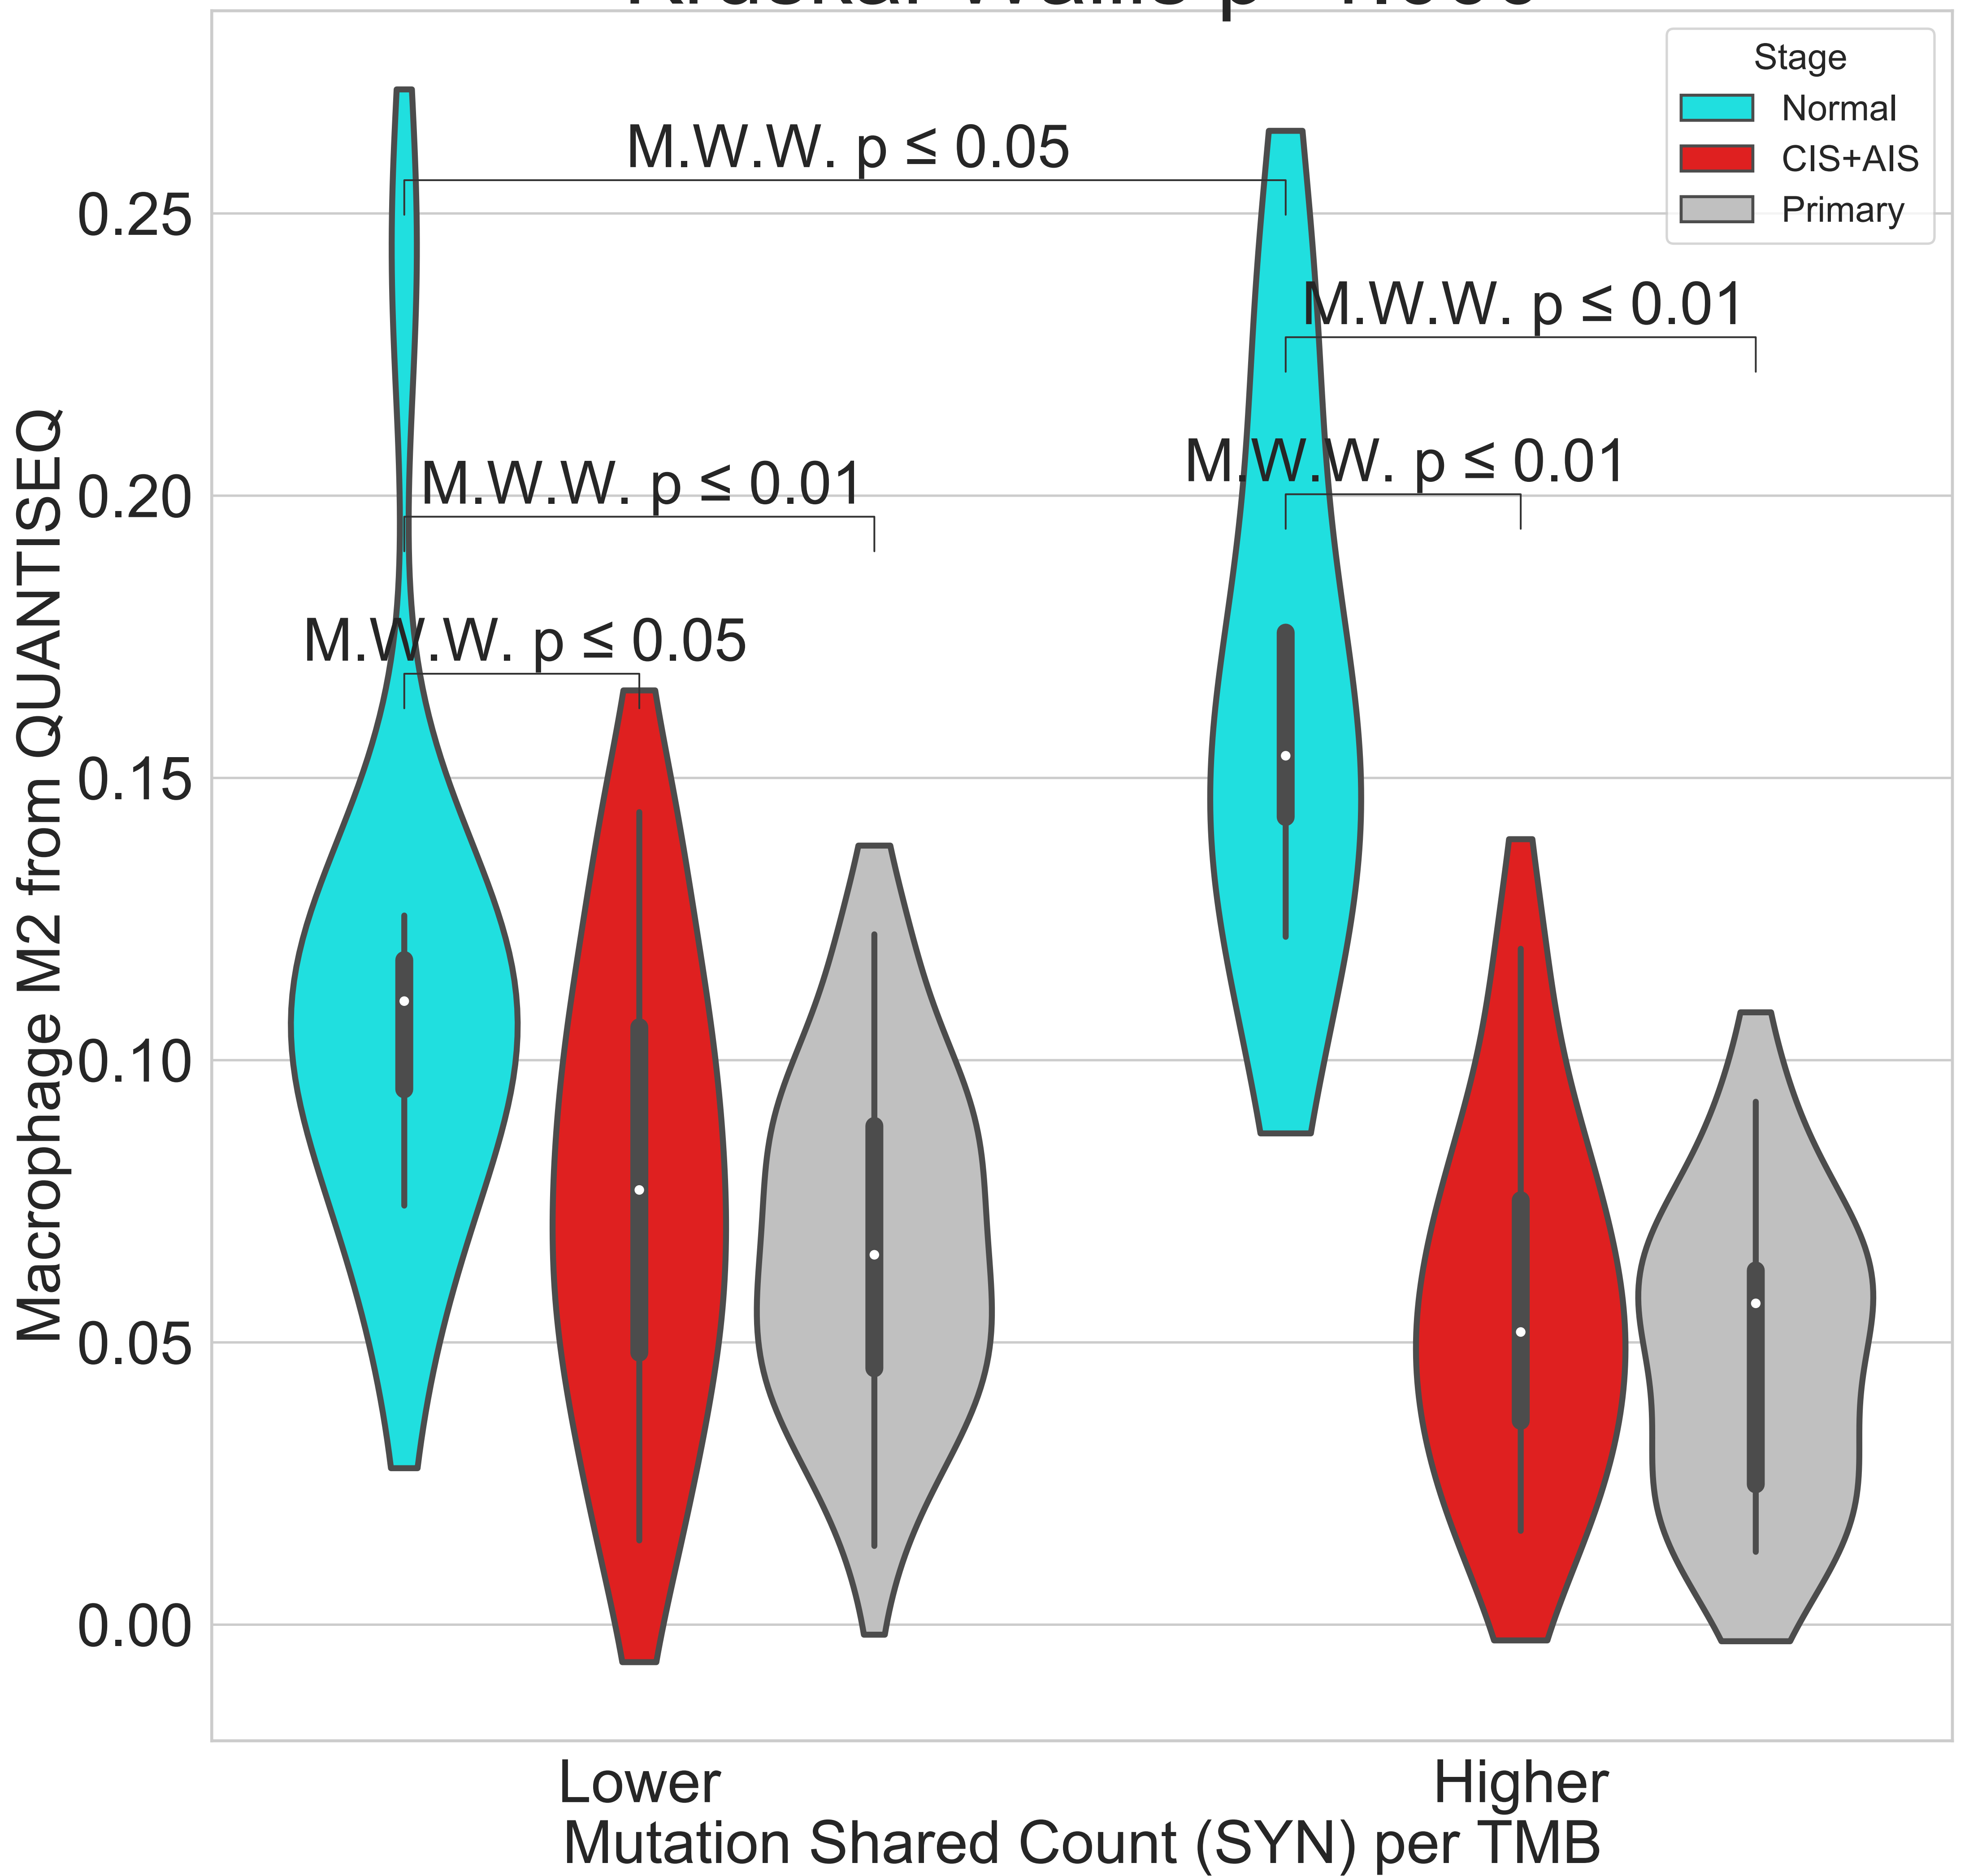 Stage
Normal
CIS+AIS
Primary
M.W.W. p ≤ 0.05
M.W.W. p ≤ 0.01
M.W.W. p ≤ 0.01
M.W.W. p ≤ 0.01
M.W.W. p ≤ 0.05
Macrophage M2 from QUANTISEQ
0.25
0.20
0.15
0.10
0.05
0.00
Lower
Higher
Mutation Shared Count (SYN) per TMB